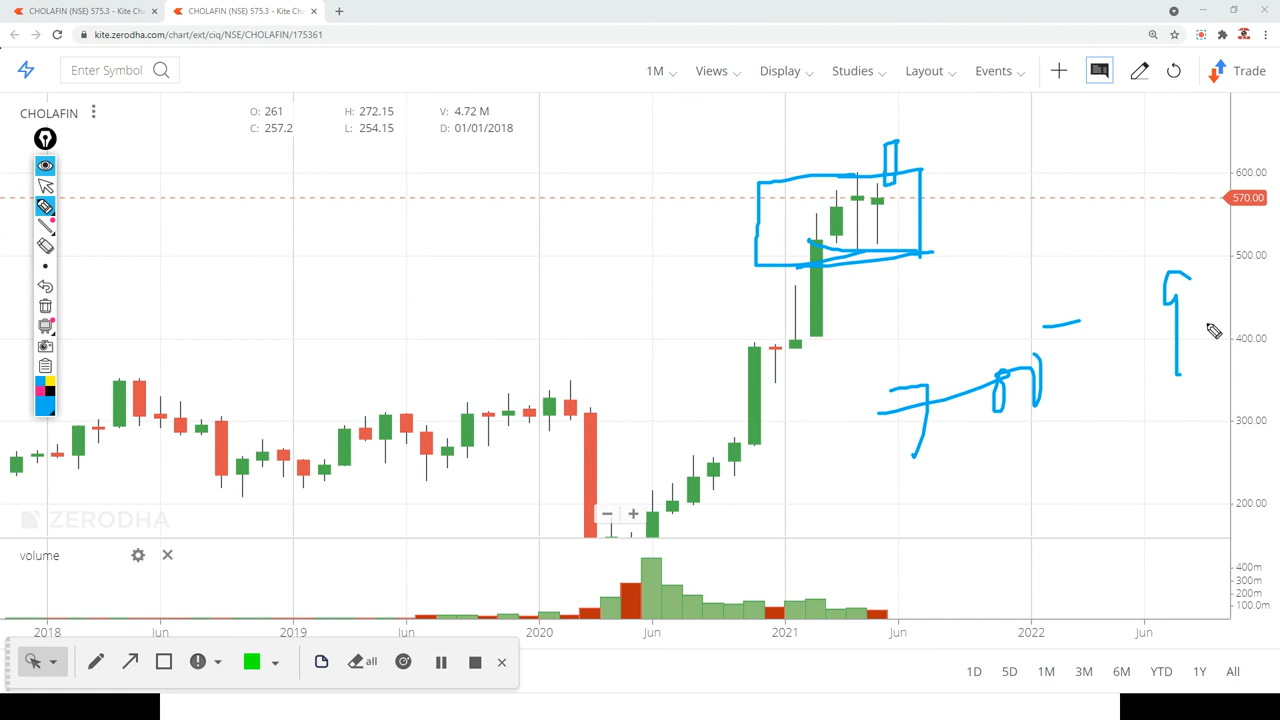 CHOLAFIN (NSE) 575.3 - Kite Cha
CHOLAFIN (NSE) 575.3 - Kite Cha
kite.zerodha.com/chart/ext/ciq/NSE/CHOLAFIN/175361
Enter Symbol
1M Views Display Studies Layout Events Trade
CHOLAFIN
O: 261 H: 272.15 V: 4.72 M
C: 257.2 L: 254.15 D: 01/01/2018
600.00
570.00
500.00
400.00
300.00
200.00
ZERODHA
volume
400m
300m
200m
100.0m
2018 Jun 2019 Jun 2020 Jun 2021 Jun 2022 Jun
all
1D 5D 1M 3M 6M YTD 1Y All